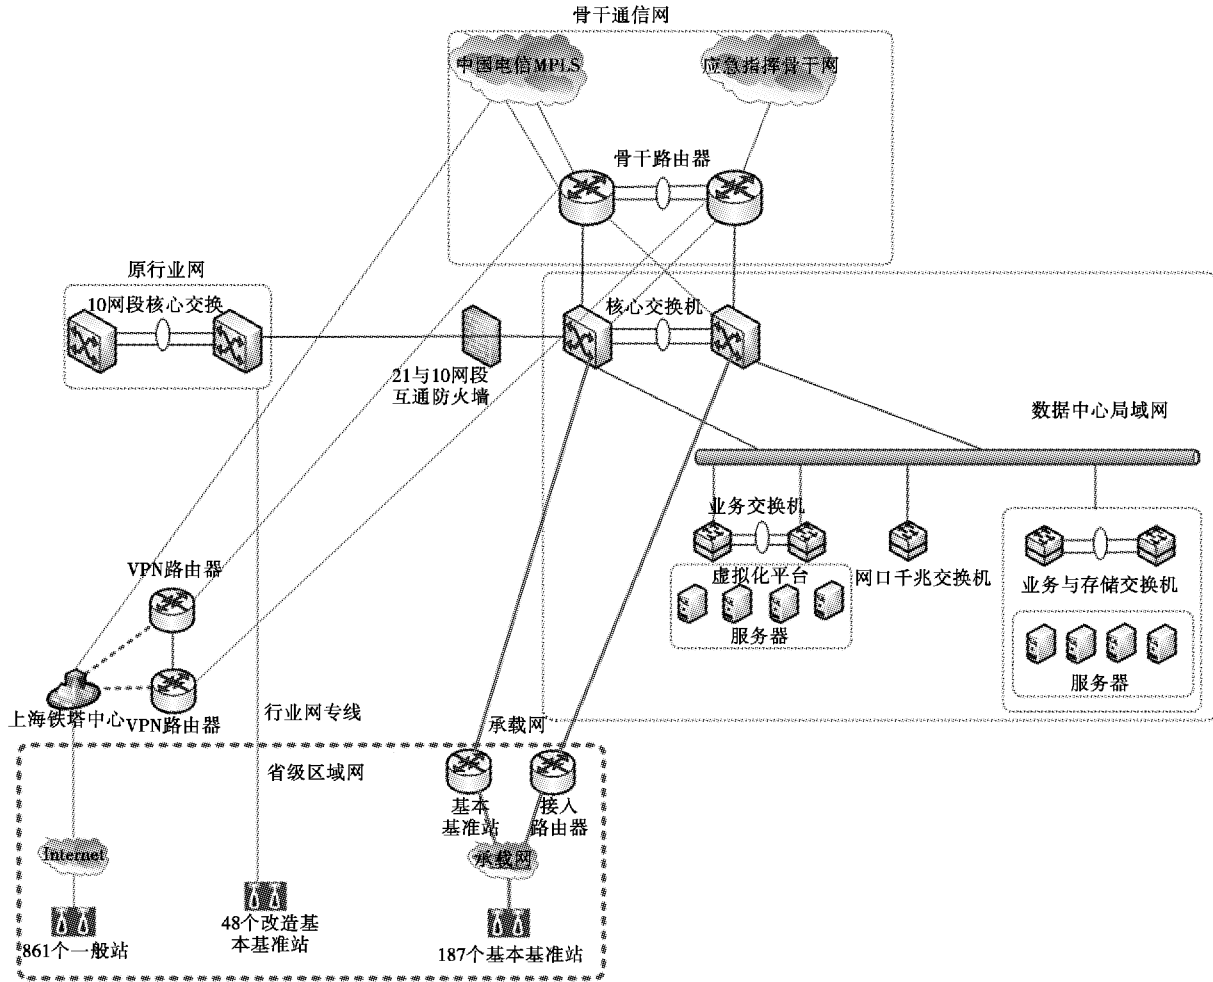 骨干通信网
中国电信MPLS
应急指挥骨干网
骨干路由器
原行业网
10网段核心交换
核心交换机
21与10网段
互通防火墙
数据中心局域网
业务交换机
VPN路由器
虚拟化平台
网口千兆交换机
业务与存储交换机
服务器
服务器
上海铁塔中心
VPN路由器
行业网专线
承载网
省级区域网
基本
基准站
接入
路由器
Internet
承载网
48个改造基
本基准站
861个一般站
187个基本基准站